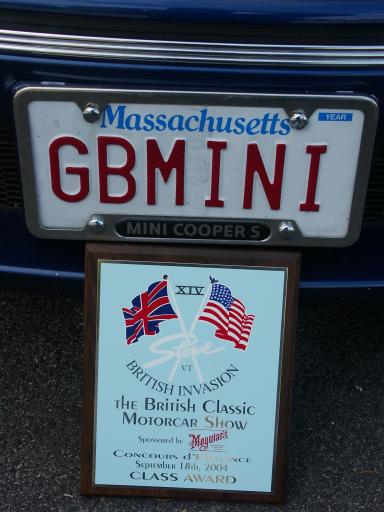 Massachusetts
YEAR
GBMINI
MINI COOPER S
XIV
Stowe
VT
BRITISH INVASION
The British Classic
Motorcar Show
Sponsored by Meguiar's
Concours d'Elegance
September 18th, 2004
CLASS AWARD